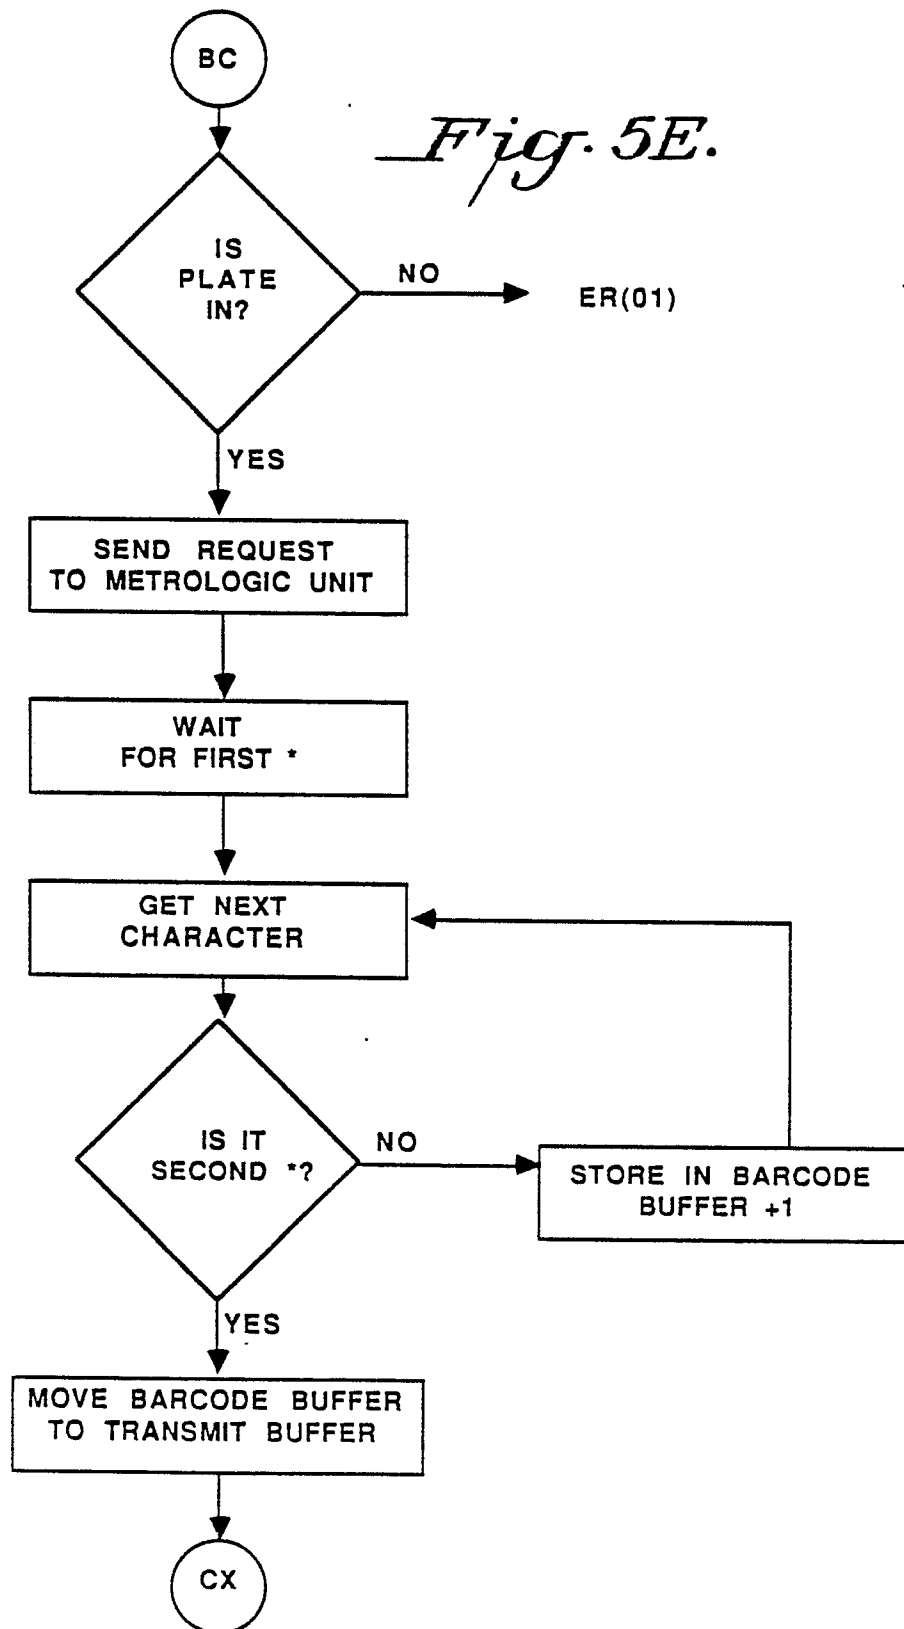 BC
Fig. 5E.
IS
PLATE
IN?
NO
ER(01)
YES
SEND REQUEST
TO METROLOGIC UNIT
WAIT
FOR FIRST *
GET NEXT
CHARACTER
IS IT
SECOND *?
NO
STORE IN BARCODE
BUFFER +1
YES
MOVE BARCODE BUFFER
TO TRANSMIT BUFFER
CX